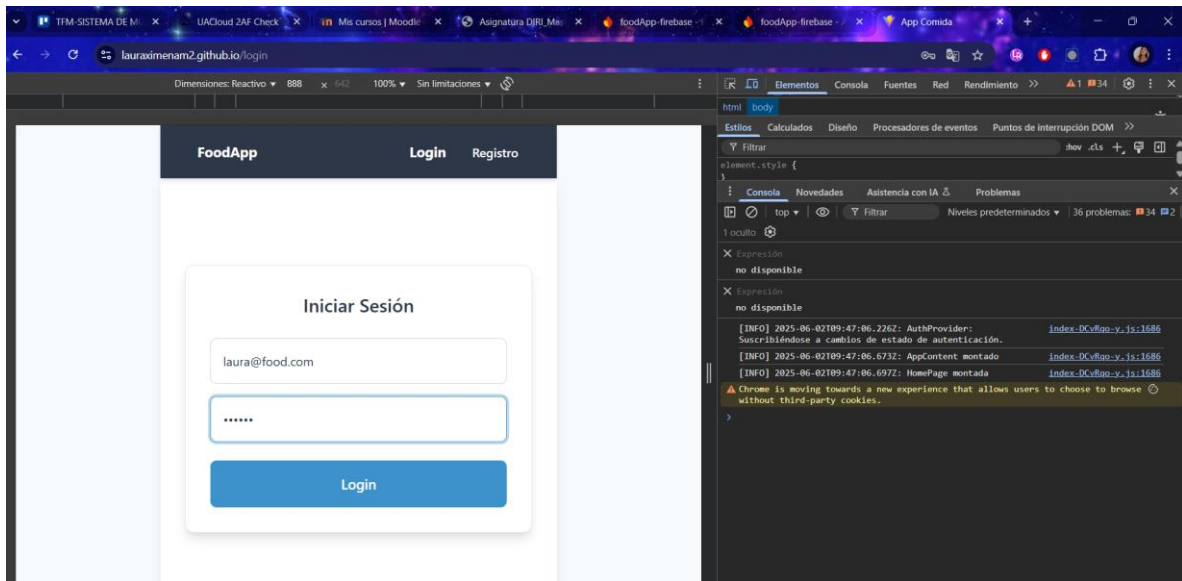 TFM-SISTEMA DE MI
UACloud 2AF Check
Mis cursos | Moodle
Asignatura DJRI_Mas
foodApp-firebase - 
foodApp-firebase - 
App Comida
lauraximenam2.github.io/login
Dimensiones: Reactivo 888 x 642 100% Sin limitaciones
Elementos Consola Fuentes Red Rendimiento >> 1 34
html body
Estilos Calculados Diseño Procesadores de eventos Puntos de interrupción DOM >>
Filtrar :hov .cls
element.style {
}
Consola Novedades Asistencia con IA Problemas
top Filtrar Niveles predeterminados 36 problemas: 34 2
1 oculto
Expresión
no disponible
Expresión
no disponible
[INFO] 2025-06-02T09:47:06.226Z: AuthProvider: index-DCvRqo-y.js:1686
Suscribiéndose a cambios de estado de autenticación.
[INFO] 2025-06-02T09:47:06.673Z: AppContent montado index-DCvRqo-y.js:1686
[INFO] 2025-06-02T09:47:06.697Z: HomePage montada index-DCvRqo-y.js:1686
Chrome is moving towards a new experience that allows users to choose to browse
without third-party cookies.
FoodApp Login Registro
Iniciar Sesión
laura@food.com
••••••
Login